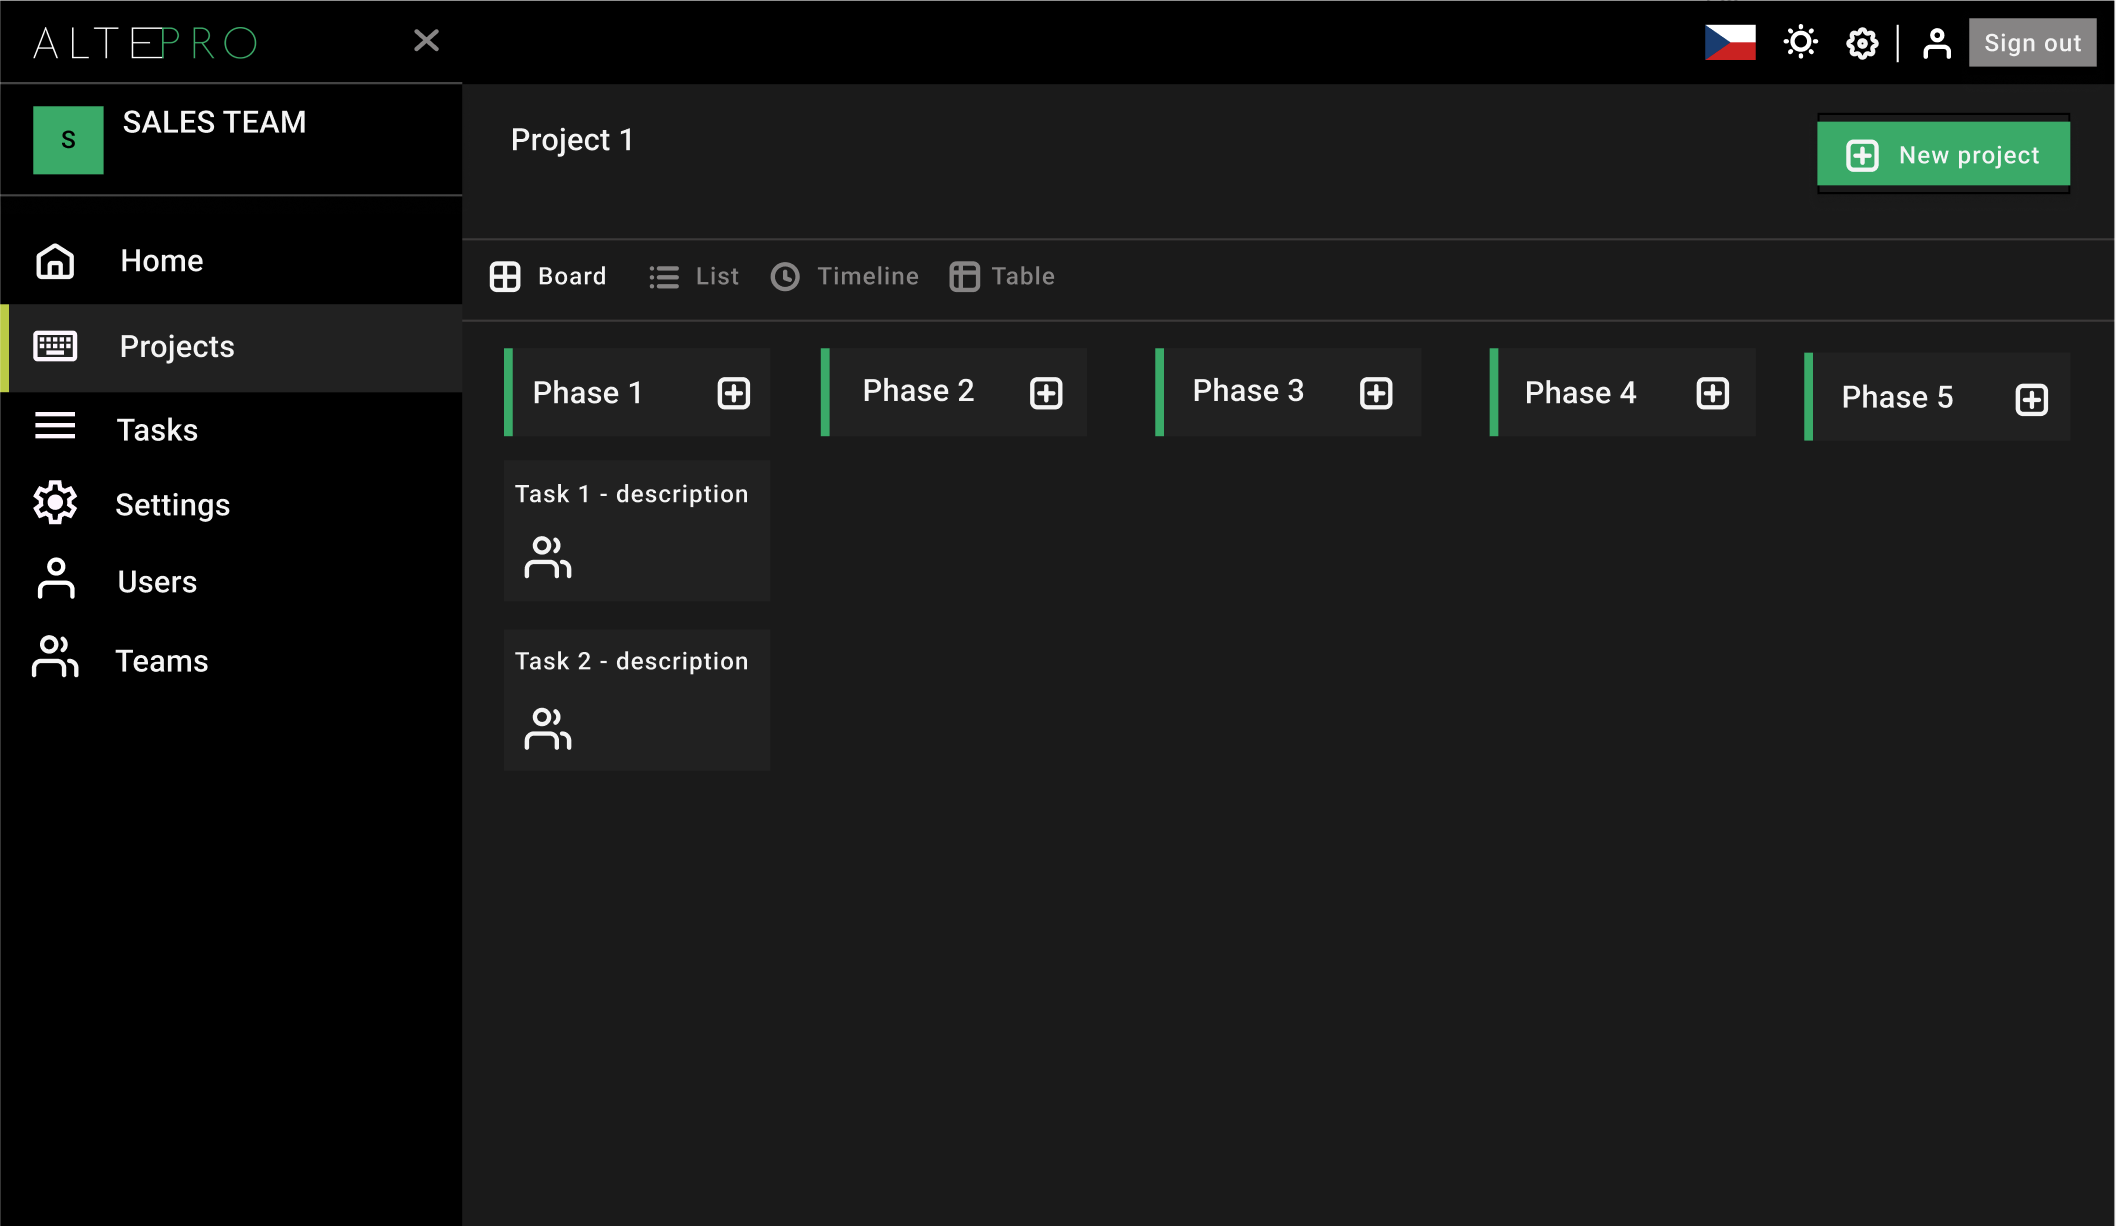 ALTEPRO
Sign out
S
SALES TEAM
Home
Projects
Tasks
Settings
Users
Teams
Project 1
New project
Board
List
Timeline
Table
Phase 1
Phase 2
Phase 3
Phase 4
Phase 5
Task 1 - description
Task 2 - description